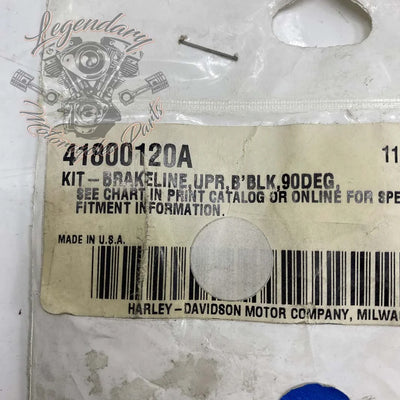 Legendary
Motorcycle Parts
41800120A 11
KIT-BRAKELINE,UPR,B'BLK,90DEG,
SEE CHART IN PRINT CATALOG OR ONLINE FOR SPE
FITMENT INFORMATION.
MADE IN U.S.A.
HARLEY-DAVIDSON MOTOR COMPANY, MILWA